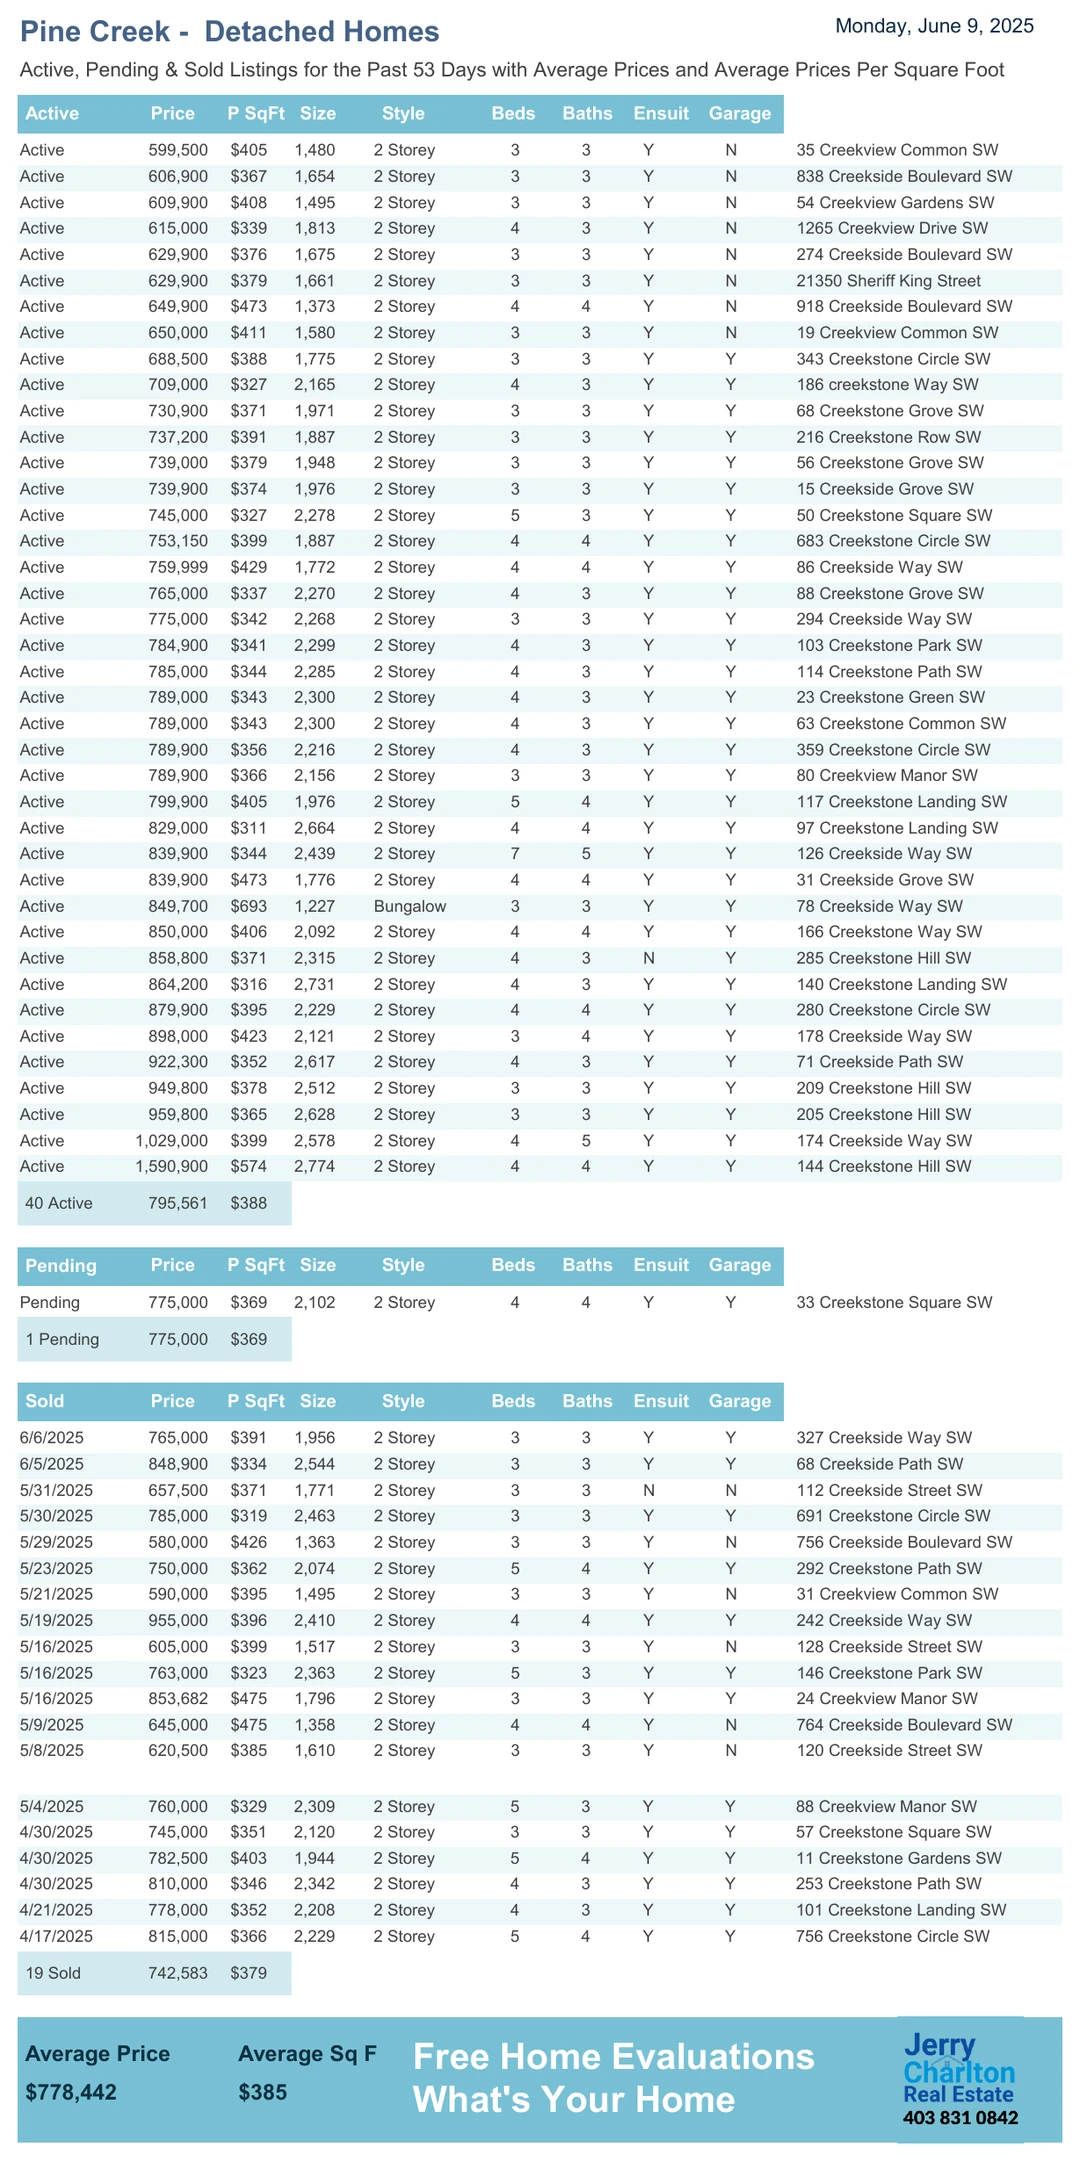 Pine Creek -  Detached Homes
Monday, June 9, 2025
Active, Pending & Sold Listings for the Past 53 Days with Average Prices and Average Prices Per Square Foot
Active Price P SqFt Size Style Beds Baths Ensuit Garage
Active 599,500 $405 1,480 2 Storey 3 3 Y N 35 Creekview Common SW
Active 606,900 $367 1,654 2 Storey 3 3 Y N 838 Creekside Boulevard SW
Active 609,900 $408 1,495 2 Storey 3 3 Y N 54 Creekview Gardens SW
Active 615,000 $339 1,813 2 Storey 4 3 Y N 1265 Creekview Drive SW
Active 629,900 $376 1,675 2 Storey 3 3 Y N 274 Creekside Boulevard SW
Active 629,900 $379 1,661 2 Storey 3 3 Y N 21350 Sheriff King Street
Active 649,900 $473 1,373 2 Storey 4 4 Y N 918 Creekside Boulevard SW
Active 650,000 $411 1,580 2 Storey 3 3 Y N 19 Creekview Common SW
Active 688,500 $388 1,775 2 Storey 3 3 Y Y 343 Creekstone Circle SW
Active 709,000 $327 2,165 2 Storey 4 3 Y Y 186 creekstone Way SW
Active 730,900 $371 1,971 2 Storey 3 3 Y Y 68 Creekstone Grove SW
Active 737,200 $391 1,887 2 Storey 3 3 Y Y 216 Creekstone Row SW
Active 739,000 $379 1,948 2 Storey 3 3 Y Y 56 Creekstone Grove SW
Active 739,900 $374 1,976 2 Storey 3 3 Y Y 15 Creekside Grove SW
Active 745,000 $327 2,278 2 Storey 5 3 Y Y 50 Creekstone Square SW
Active 753,150 $399 1,887 2 Storey 4 4 Y Y 683 Creekstone Circle SW
Active 759,999 $429 1,772 2 Storey 4 4 Y Y 86 Creekside Way SW
Active 765,000 $337 2,270 2 Storey 4 3 Y Y 88 Creekstone Grove SW
Active 775,000 $342 2,268 2 Storey 3 3 Y Y 294 Creekside Way SW
Active 784,900 $341 2,299 2 Storey 4 3 Y Y 103 Creekstone Park SW
Active 785,000 $344 2,285 2 Storey 4 3 Y Y 114 Creekstone Path SW
Active 789,000 $343 2,300 2 Storey 4 3 Y Y 23 Creekstone Green SW
Active 789,000 $343 2,300 2 Storey 4 3 Y Y 63 Creekstone Common SW
Active 789,900 $356 2,216 2 Storey 4 3 Y Y 359 Creekstone Circle SW
Active 789,900 $366 2,156 2 Storey 3 3 Y Y 80 Creekview Manor SW
Active 799,900 $405 1,976 2 Storey 5 4 Y Y 117 Creekstone Landing SW
Active 829,000 $311 2,664 2 Storey 4 4 Y Y 97 Creekstone Landing SW
Active 839,900 $344 2,439 2 Storey 7 5 Y Y 126 Creekside Way SW
Active 839,900 $473 1,776 2 Storey 4 4 Y Y 31 Creekside Grove SW
Active 849,700 $693 1,227 Bungalow 3 3 Y Y 78 Creekside Way SW
Active 850,000 $406 2,092 2 Storey 4 4 Y Y 166 Creekstone Way SW
Active 858,800 $371 2,315 2 Storey 4 3 N Y 285 Creekstone Hill SW
Active 864,200 $316 2,731 2 Storey 4 3 Y Y 140 Creekstone Landing SW
Active 879,900 $395 2,229 2 Storey 4 4 Y Y 280 Creekstone Circle SW
Active 898,000 $423 2,121 2 Storey 3 4 Y Y 178 Creekside Way SW
Active 922,300 $352 2,617 2 Storey 4 3 Y Y 71 Creekside Path SW
Active 949,800 $378 2,512 2 Storey 3 3 Y Y 209 Creekstone Hill SW
Active 959,800 $365 2,628 2 Storey 3 3 Y Y 205 Creekstone Hill SW
Active 1,029,000 $399 2,578 2 Storey 4 5 Y Y 174 Creekside Way SW
Active 1,590,900 $574 2,774 2 Storey 4 4 Y Y 144 Creekstone Hill SW
40 Active 795,561 $388
Pending Price P SqFt Size Style Beds Baths Ensuit Garage
Pending 775,000 $369 2,102 2 Storey 4 4 Y Y 33 Creekstone Square SW
1 Pending 775,000 $369
Sold Price P SqFt Size Style Beds Baths Ensuit Garage
6/6/2025 765,000 $391 1,956 2 Storey 3 3 Y Y 327 Creekside Way SW
6/5/2025 848,900 $334 2,544 2 Storey 3 3 Y Y 68 Creekside Path SW
5/31/2025 657,500 $371 1,771 2 Storey 3 3 N N 112 Creekside Street SW
5/30/2025 785,000 $319 2,463 2 Storey 3 3 Y Y 691 Creekstone Circle SW
5/29/2025 580,000 $426 1,363 2 Storey 3 3 Y N 756 Creekside Boulevard SW
5/23/2025 750,000 $362 2,074 2 Storey 5 4 Y Y 292 Creekstone Path SW
5/21/2025 590,000 $395 1,495 2 Storey 3 3 Y N 31 Creekview Common SW
5/19/2025 955,000 $396 2,410 2 Storey 4 4 Y Y 242 Creekside Way SW
5/16/2025 605,000 $399 1,517 2 Storey 3 3 Y N 128 Creekside Street SW
5/16/2025 763,000 $323 2,363 2 Storey 5 3 Y Y 146 Creekstone Park SW
5/16/2025 853,682 $475 1,796 2 Storey 3 3 Y Y 24 Creekview Manor SW
5/9/2025 645,000 $475 1,358 2 Storey 4 4 Y N 764 Creekside Boulevard SW
5/8/2025 620,500 $385 1,610 2 Storey 3 3 Y N 120 Creekside Street SW
5/4/2025 760,000 $329 2,309 2 Storey 5 3 Y Y 88 Creekview Manor SW
4/30/2025 745,000 $351 2,120 2 Storey 3 3 Y Y 57 Creekstone Square SW
4/30/2025 782,500 $403 1,944 2 Storey 5 4 Y Y 11 Creekstone Gardens SW
4/30/2025 810,000 $346 2,342 2 Storey 4 3 Y Y 253 Creekstone Path SW
4/21/2025 778,000 $352 2,208 2 Storey 4 3 Y Y 101 Creekstone Landing SW
4/17/2025 815,000 $366 2,229 2 Storey 5 4 Y Y 756 Creekstone Circle SW
19 Sold 742,583 $379
Average Price Average Sq F
$778,442 $385
Free Home Evaluations
What's Your Home
Jerry
Charlton
Real Estate
403 831 0842